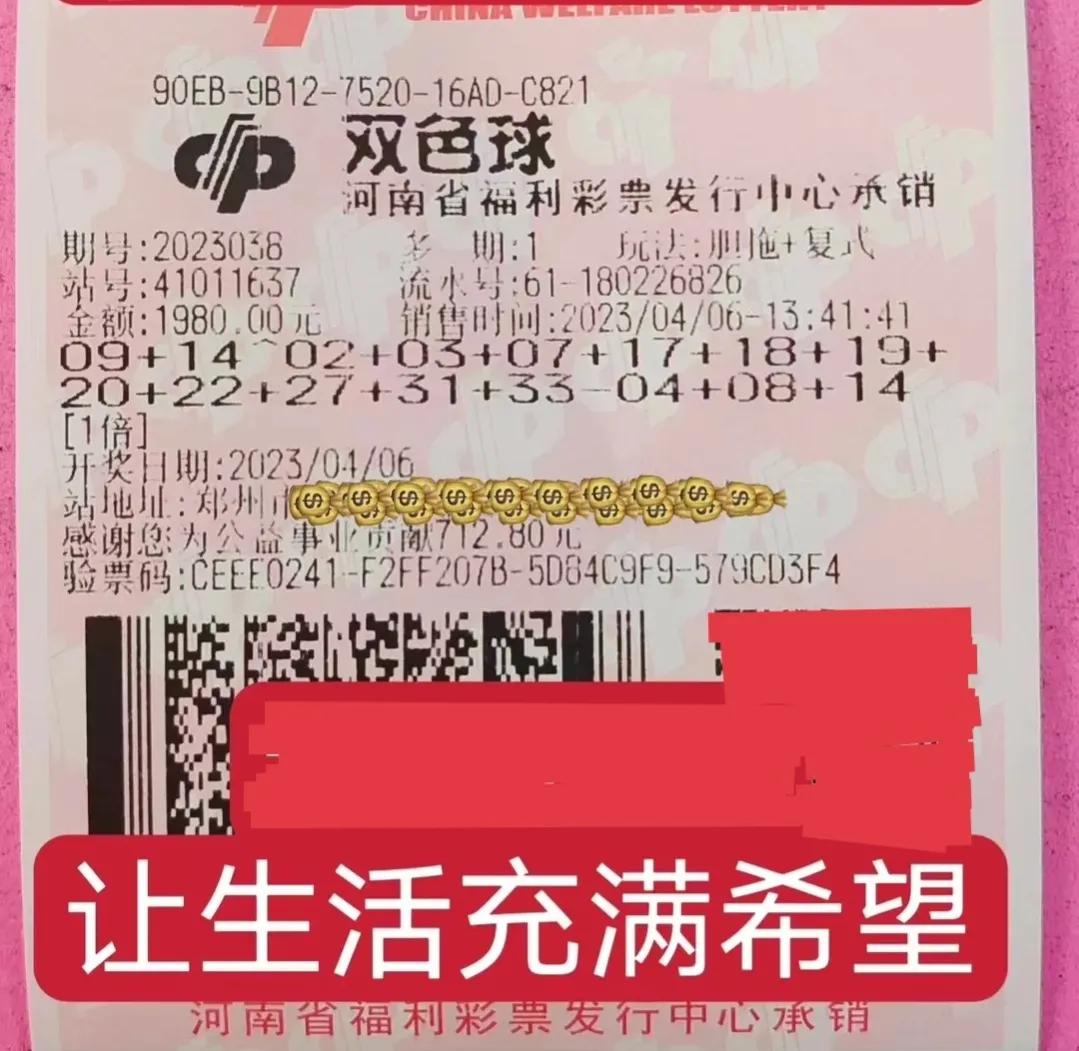 CHINA WELFARE LOTTERY
90EB-9B12-7520-16AD-C821
双色球
河南省福利彩票发行中心承销
期号:2023038 多 期:1 玩法:胆拖+复式
站号:41011637 流水号:61-180226826
金额:1980.00元 销售时间:2023/04/06-13:41:41
09+14~02+03+07+17+18+19+
20+22+27+31+33-04+08+14
[1倍]
开奖日期:2023/04/06
站地址:郑州市
感谢您为公益事业贡献712.80元
验票码:CEEE0241-F2FF207B-5D84C9F9-579CD3F4
让生活充满希望
河南省福利彩票发行中心承销